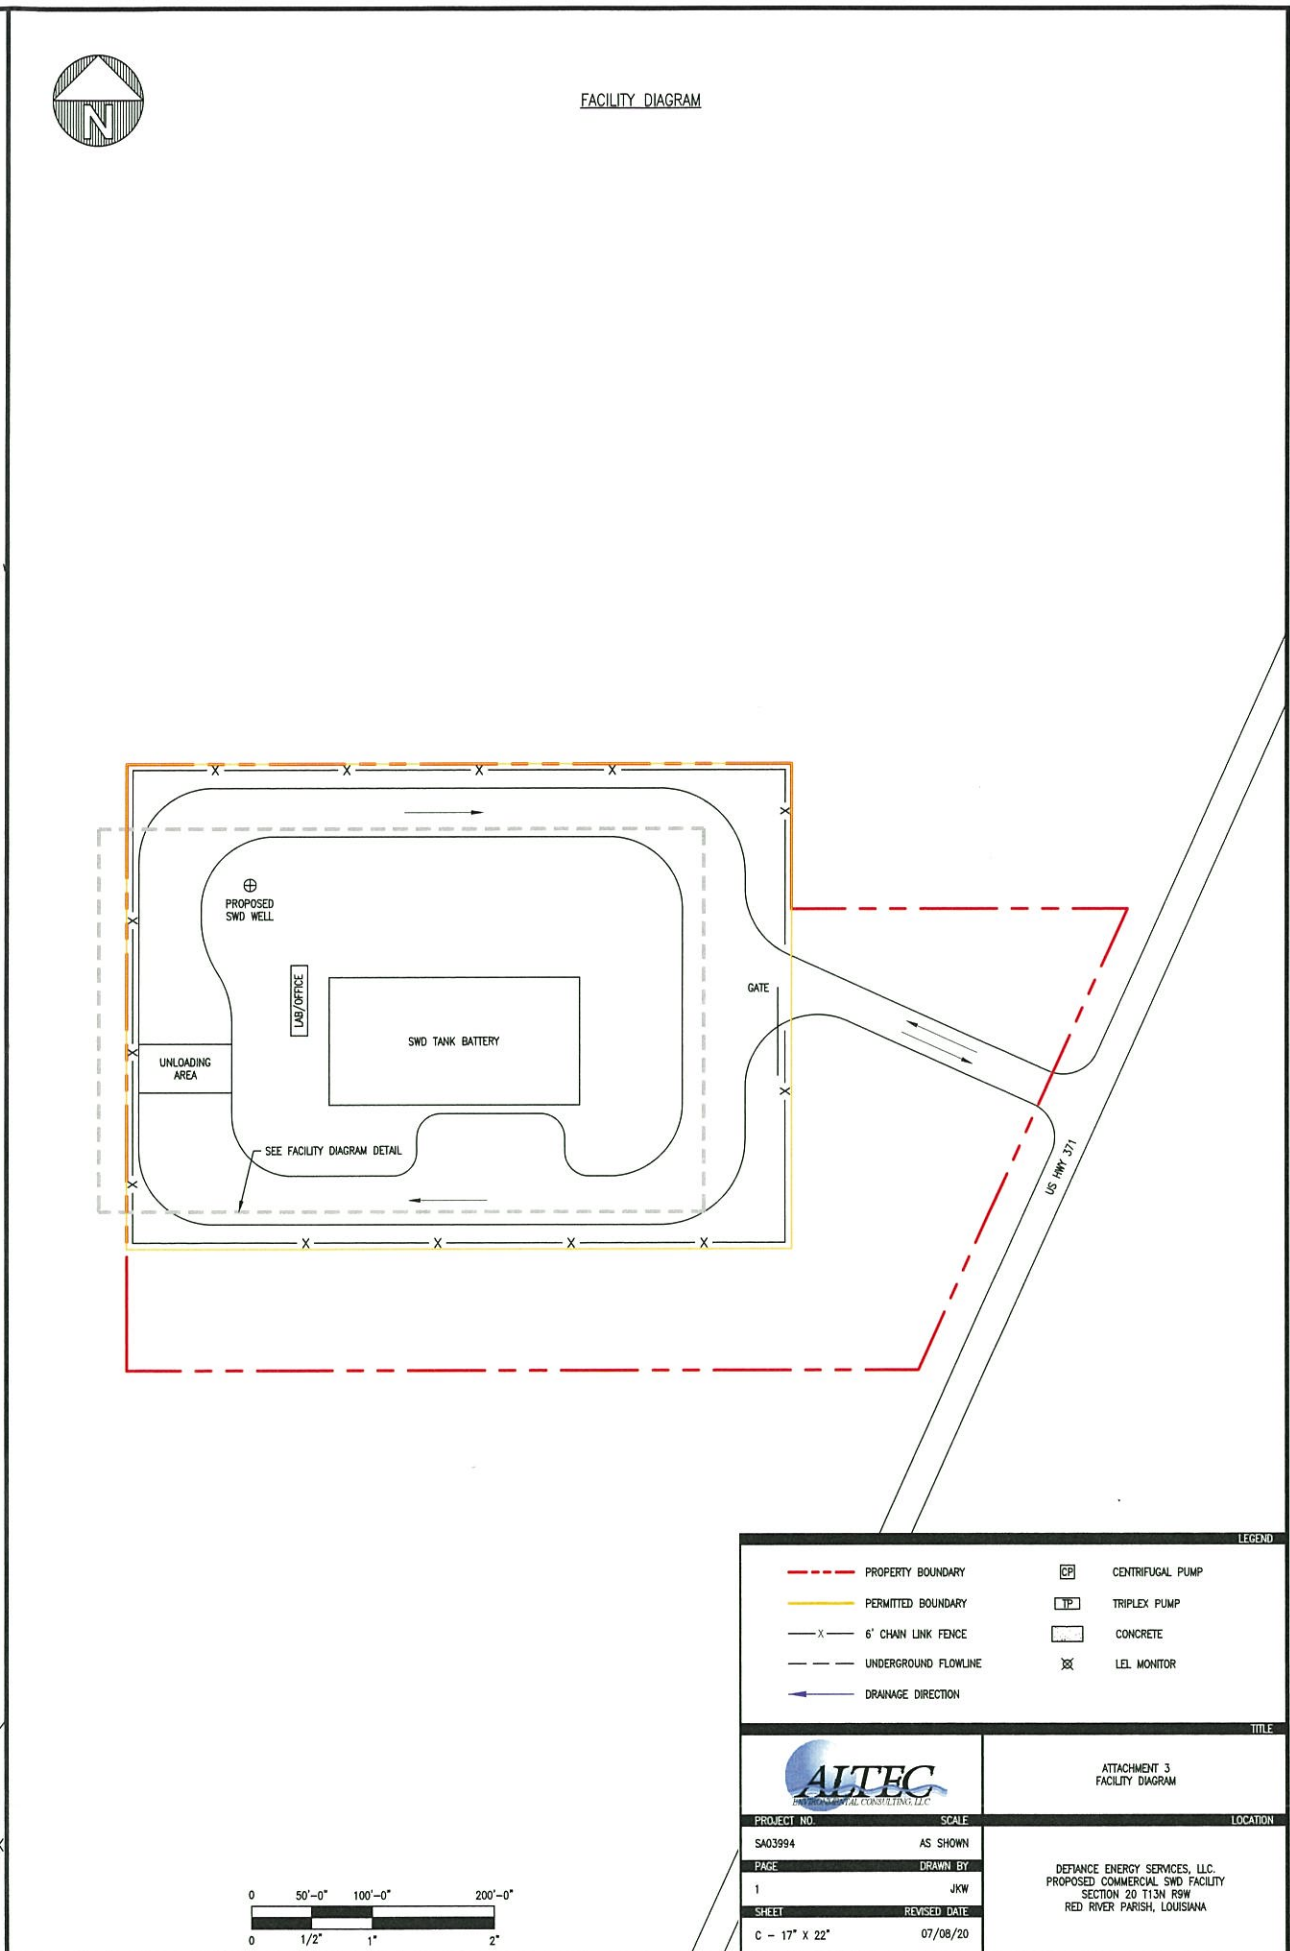 N
FACILITY DIAGRAM
PROPOSED
SWD WELL
LAB/OFFICE
SWD TANK BATTERY
GATE
UNLOADING
AREA
SEE FACILITY DIAGRAM DETAIL
US HWY 371
X
X
X
X
X
X
X
X
X
X
X
X
X
LEGEND
PROPERTY BOUNDARY
CP CENTRIFUGAL PUMP
PERMITTED BOUNDARY
TP TRIPLEX PUMP
X 6' CHAIN LINK FENCE
CONCRETE
UNDERGROUND FLOWLINE
LEL MONITOR
DRAINAGE DIRECTION
TITLE
ALTEC
ENVIRONMENTAL CONSULTING, LLC
ATTACHMENT 3
FACILITY DIAGRAM
PROJECT NO. SCALE
SA03994 AS SHOWN
PAGE DRAWN BY
1 JKW
SHEET REVISED DATE
C - 17" X 22" 07/08/20
LOCATION
DEFIANCE ENERGY SERVICES, LLC.
PROPOSED COMMERCIAL SWD FACILITY
SECTION 20 T13N R9W
RED RIVER PARISH, LOUISIANA
0 50'-0" 100'-0" 200'-0"
0 1/2" 1" 2"